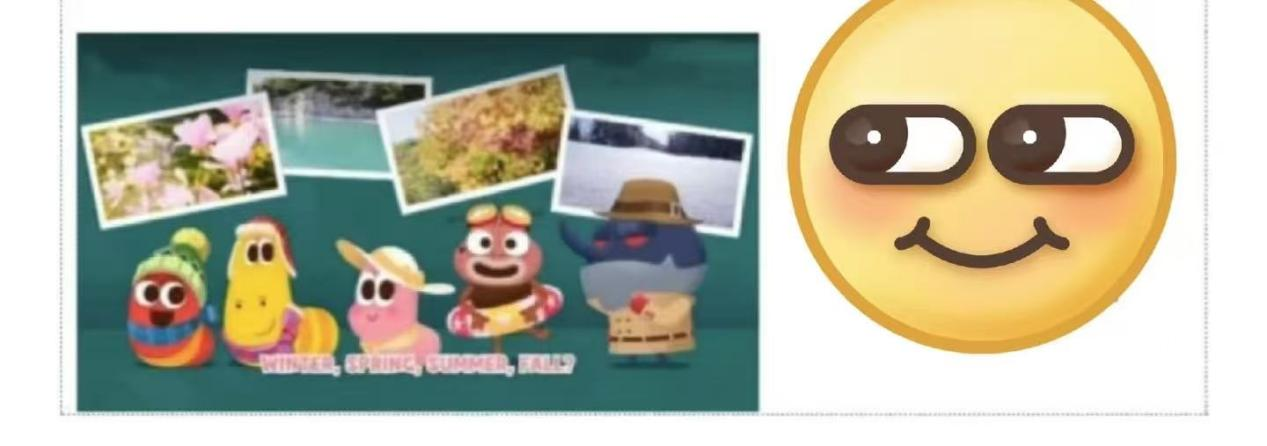 WINTER, SPRING, SUMMER, FALL?